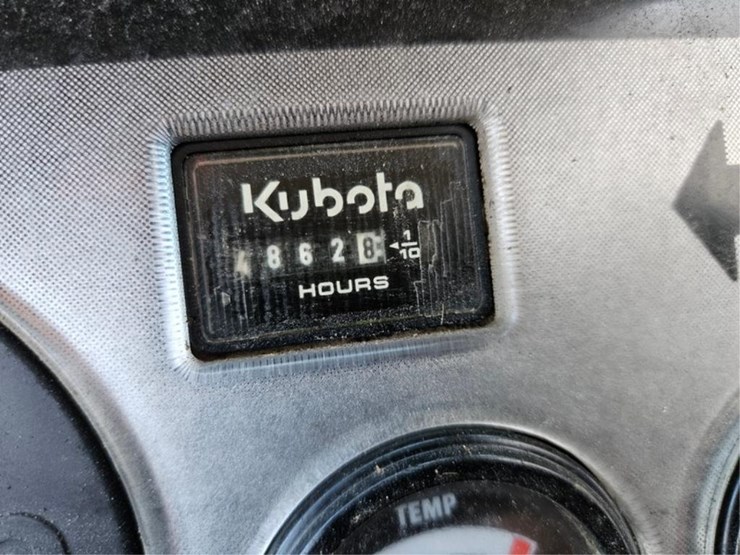 Kubota
4 8 6 2 8 1/10
HOURS
TEMP